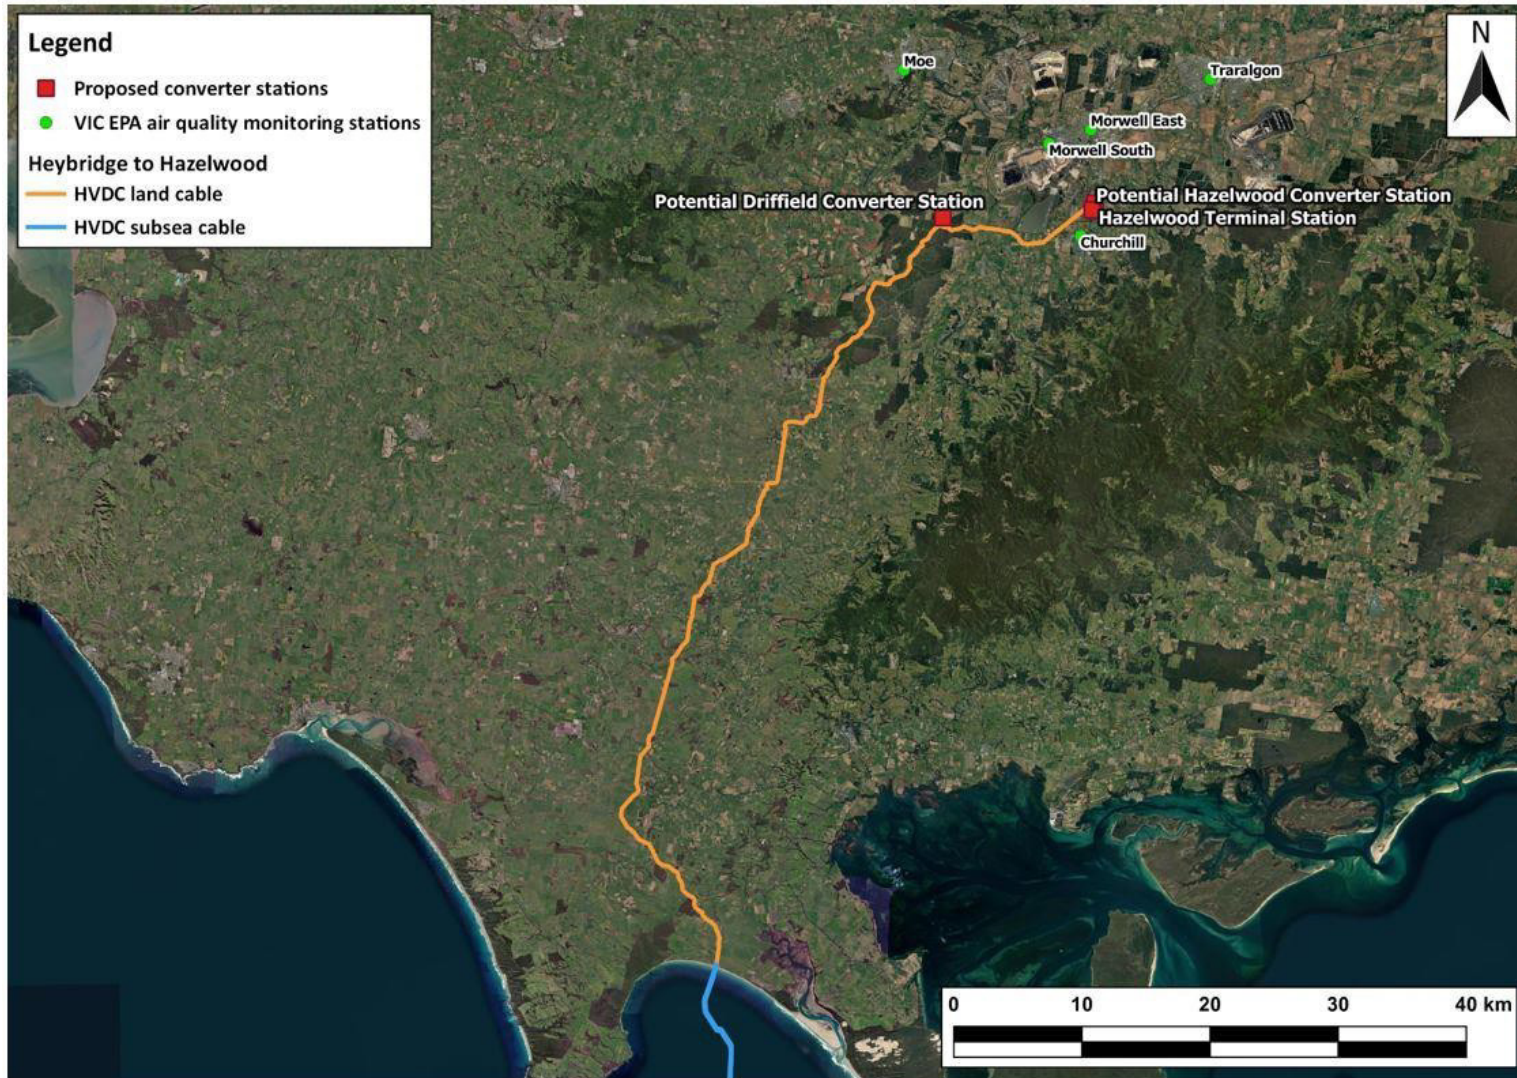 Legend
Proposed converter stations
VIC EPA air quality monitoring stations
Heybridge to Hazelwood
HVDC land cable
HVDC subsea cable
N
Moe
Traralgon
Morwell East
Morwell South
Potential Driffield Converter Station
Potential Hazelwood Converter Station
Hazelwood Terminal Station
Churchill
0 10 20 30 40 km